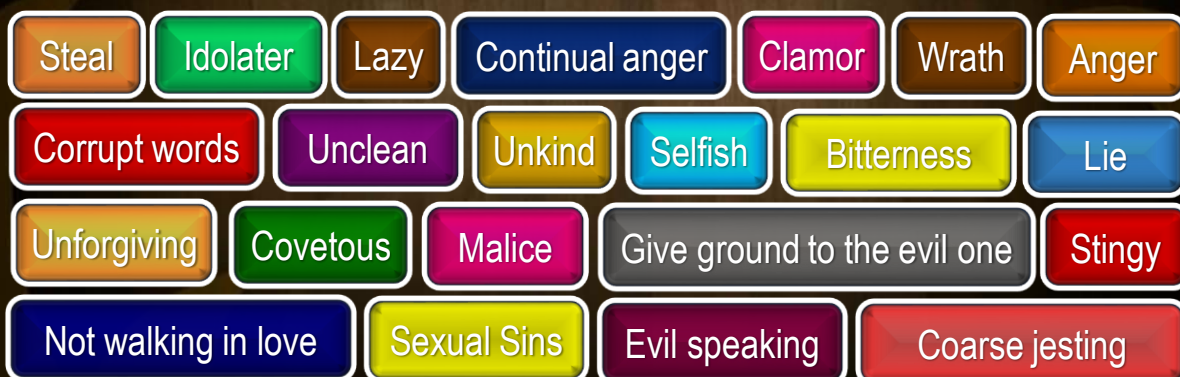 Steal Idolater Lazy Continual anger Clamor Wrath Anger
Corrupt words Unclean Unkind Selfish Bitterness Lie
Unforgiving Covetous Malice Give ground to the evil one Stingy
Not walking in love Sexual Sins Evil speaking Coarse jesting